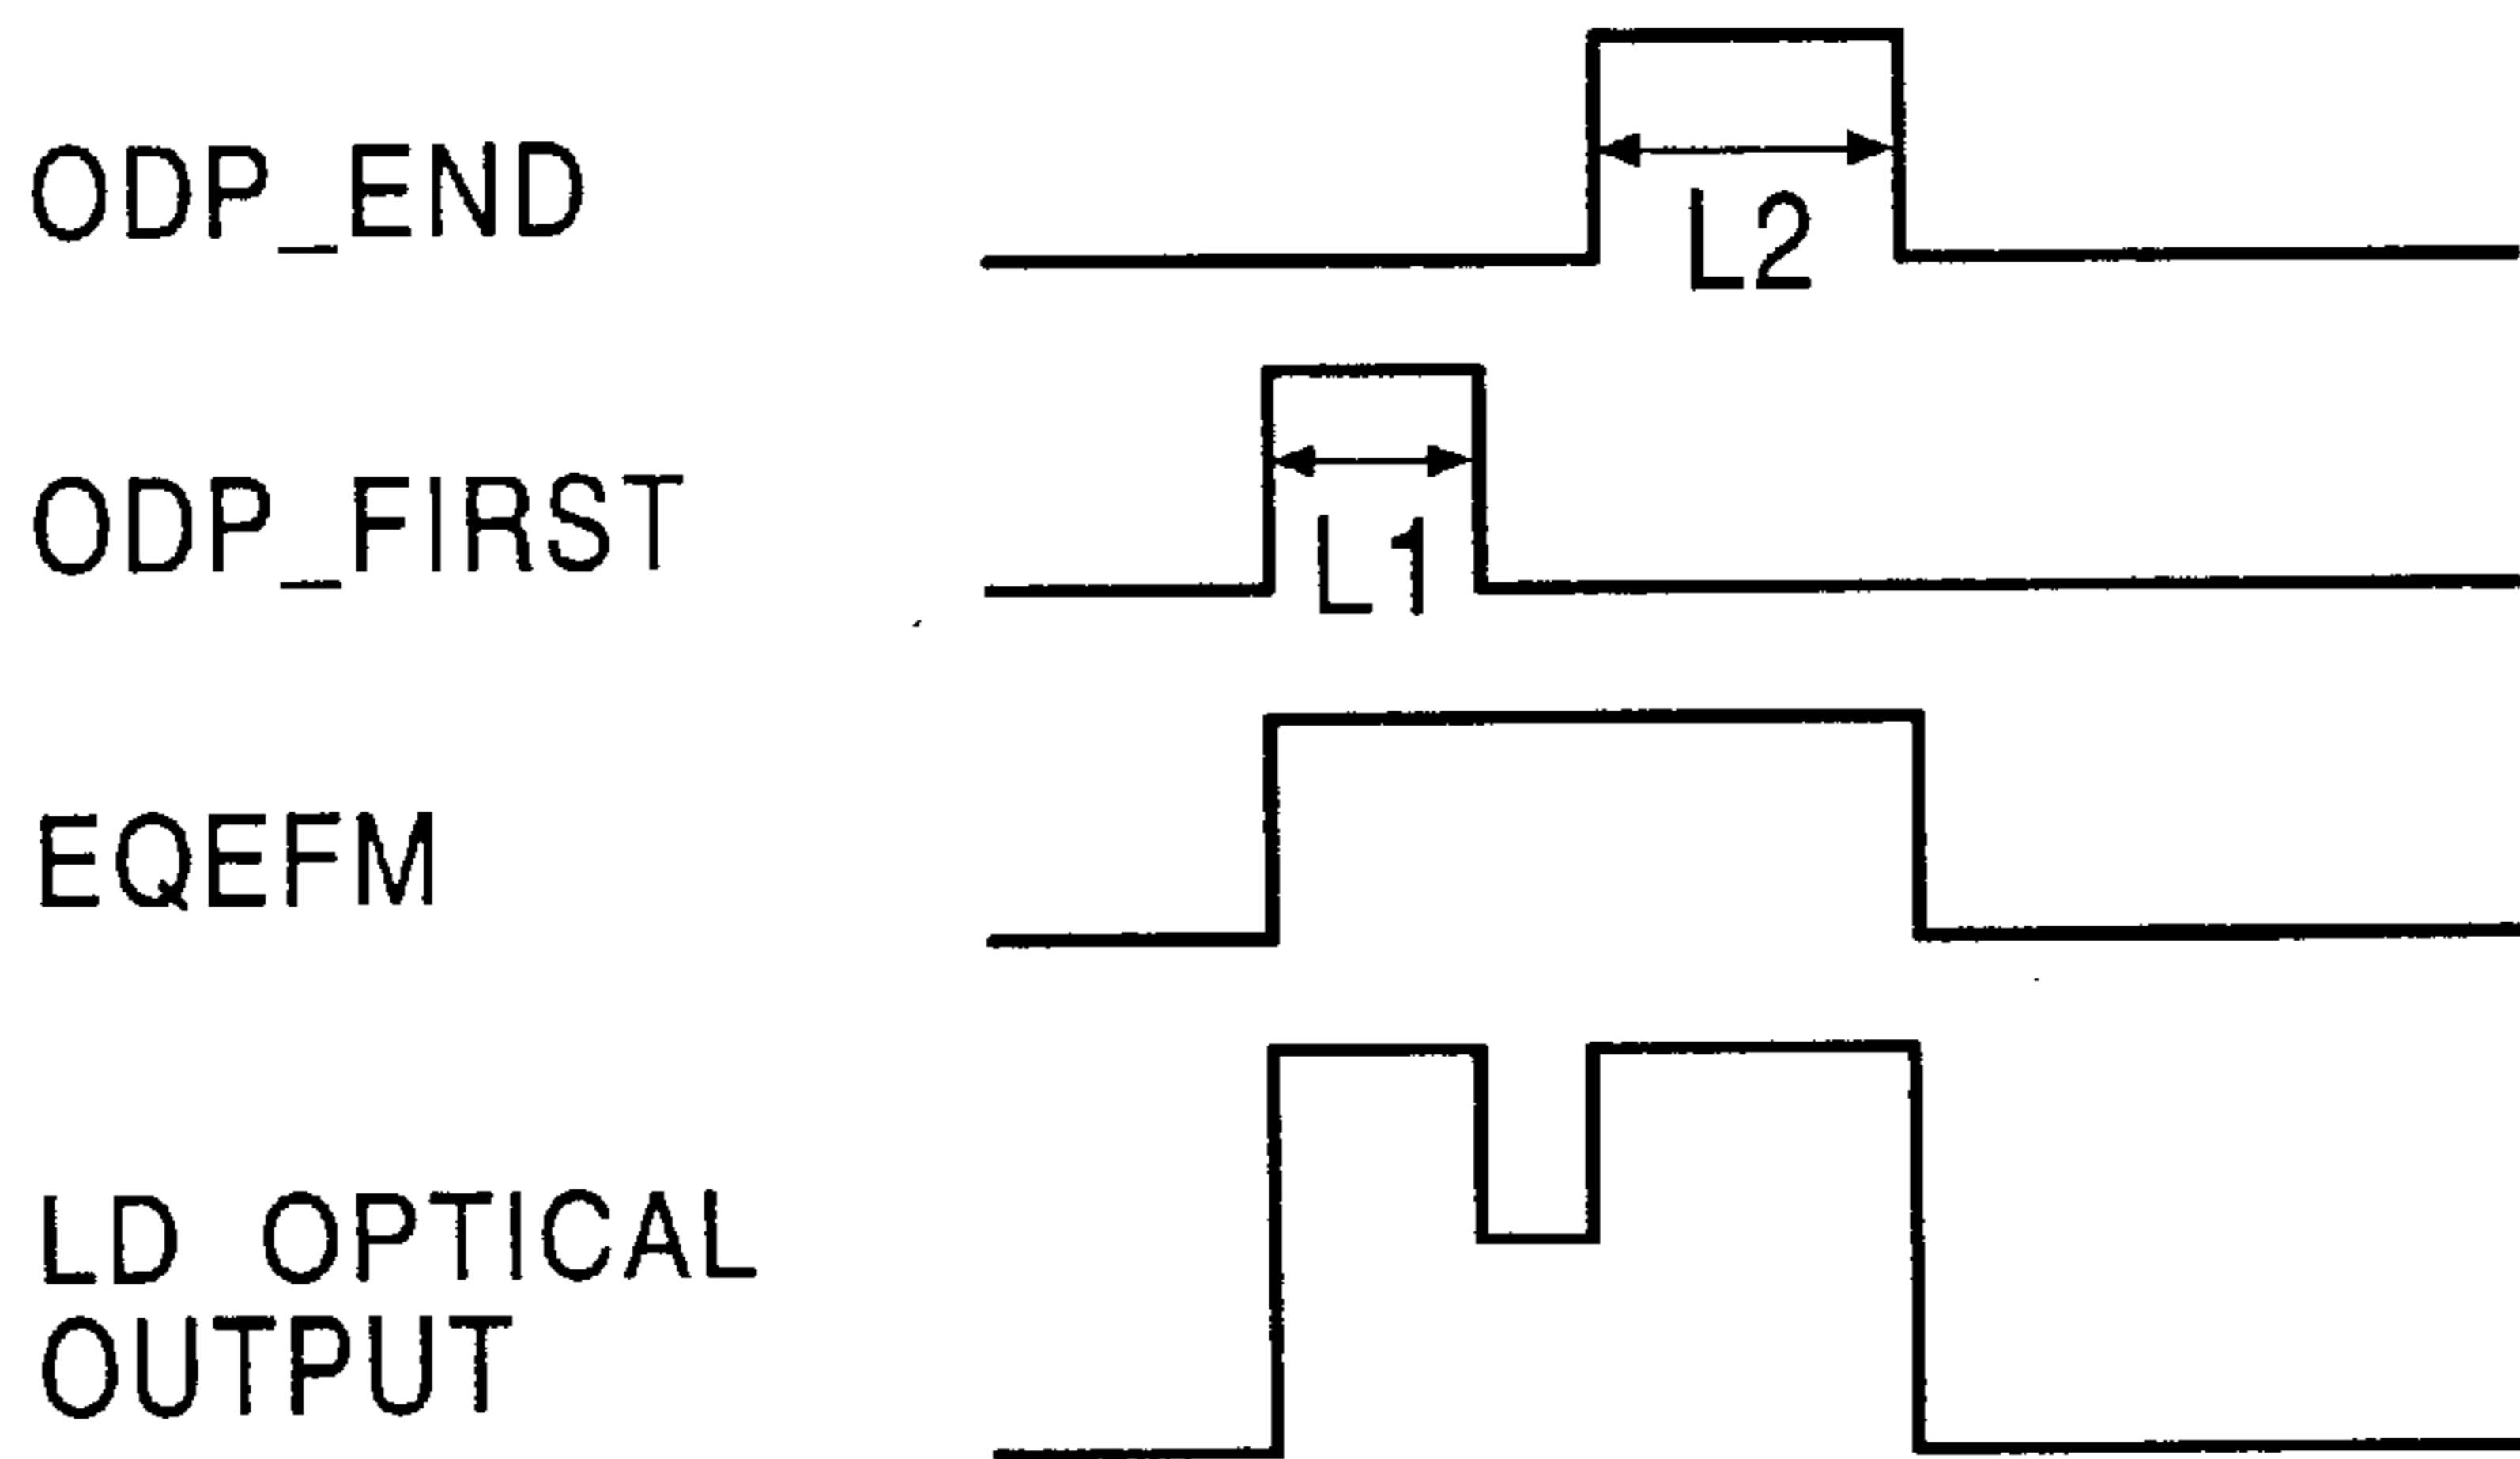 ODP_END
L2
ODP_FIRST
L1
EQEFM
LD OPTICAL
OUTPUT